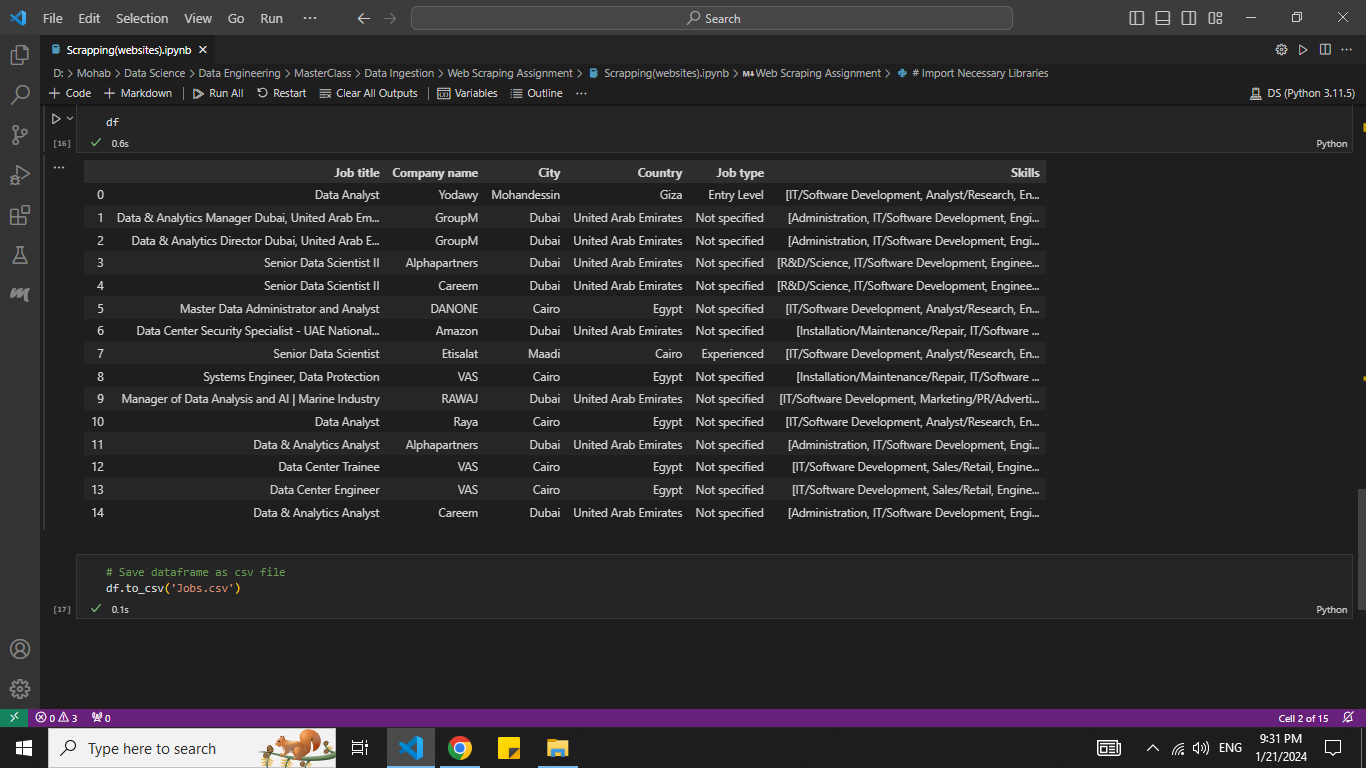 File Edit Selection View Go Run ··· Search
Scrapping(websites).ipynb
D: > Mohab > Data Science > Data Engineering > MasterClass > Data Ingestion > Web Scraping Assignment > Scrapping(websites).ipynb > M↓Web Scraping Assignment > # Import Necessary Libraries
+ Code + Markdown Run All Restart Clear All Outputs Variables Outline ··· DS (Python 3.11.5)
df
[16] 0.6s Python
Job title Company name City Country Job type Skills
0 Data Analyst Yodawy Mohandessin Giza Entry Level [IT/Software Development, Analyst/Research, En...
1 Data & Analytics Manager Dubai, United Arab Em... GroupM Dubai United Arab Emirates Not specified [Administration, IT/Software Development, Engi...
2 Data & Analytics Director Dubai, United Arab E... GroupM Dubai United Arab Emirates Not specified [Administration, IT/Software Development, Engi...
3 Senior Data Scientist II Alphapartners Dubai United Arab Emirates Not specified [R&D/Science, IT/Software Development, Enginee...
4 Senior Data Scientist II Careem Dubai United Arab Emirates Not specified [R&D/Science, IT/Software Development, Enginee...
5 Master Data Administrator and Analyst DANONE Cairo Egypt Not specified [IT/Software Development, Analyst/Research, En...
6 Data Center Security Specialist - UAE National... Amazon Dubai United Arab Emirates Not specified [Installation/Maintenance/Repair, IT/Software ...
7 Senior Data Scientist Etisalat Maadi Cairo Experienced [IT/Software Development, Analyst/Research, En...
8 Systems Engineer, Data Protection VAS Cairo Egypt Not specified [Installation/Maintenance/Repair, IT/Software ...
9 Manager of Data Analysis and AI | Marine Industry RAWAJ Dubai United Arab Emirates Not specified [IT/Software Development, Marketing/PR/Adverti...
10 Data Analyst Raya Cairo Egypt Not specified [IT/Software Development, Analyst/Research, En...
11 Data & Analytics Analyst Alphapartners Dubai United Arab Emirates Not specified [Administration, IT/Software Development, Engi...
12 Data Center Trainee VAS Cairo Egypt Not specified [IT/Software Development, Sales/Retail, Engine...
13 Data Center Engineer VAS Cairo Egypt Not specified [IT/Software Development, Sales/Retail, Engine...
14 Data & Analytics Analyst Careem Dubai United Arab Emirates Not specified [Administration, IT/Software Development, Engi...
# Save dataframe as csv file
df.to_csv('Jobs.csv')
[17] 0.1s Python
0 3 0 Cell 2 of 15
Type here to search ENG 9:31 PM
1/21/2024